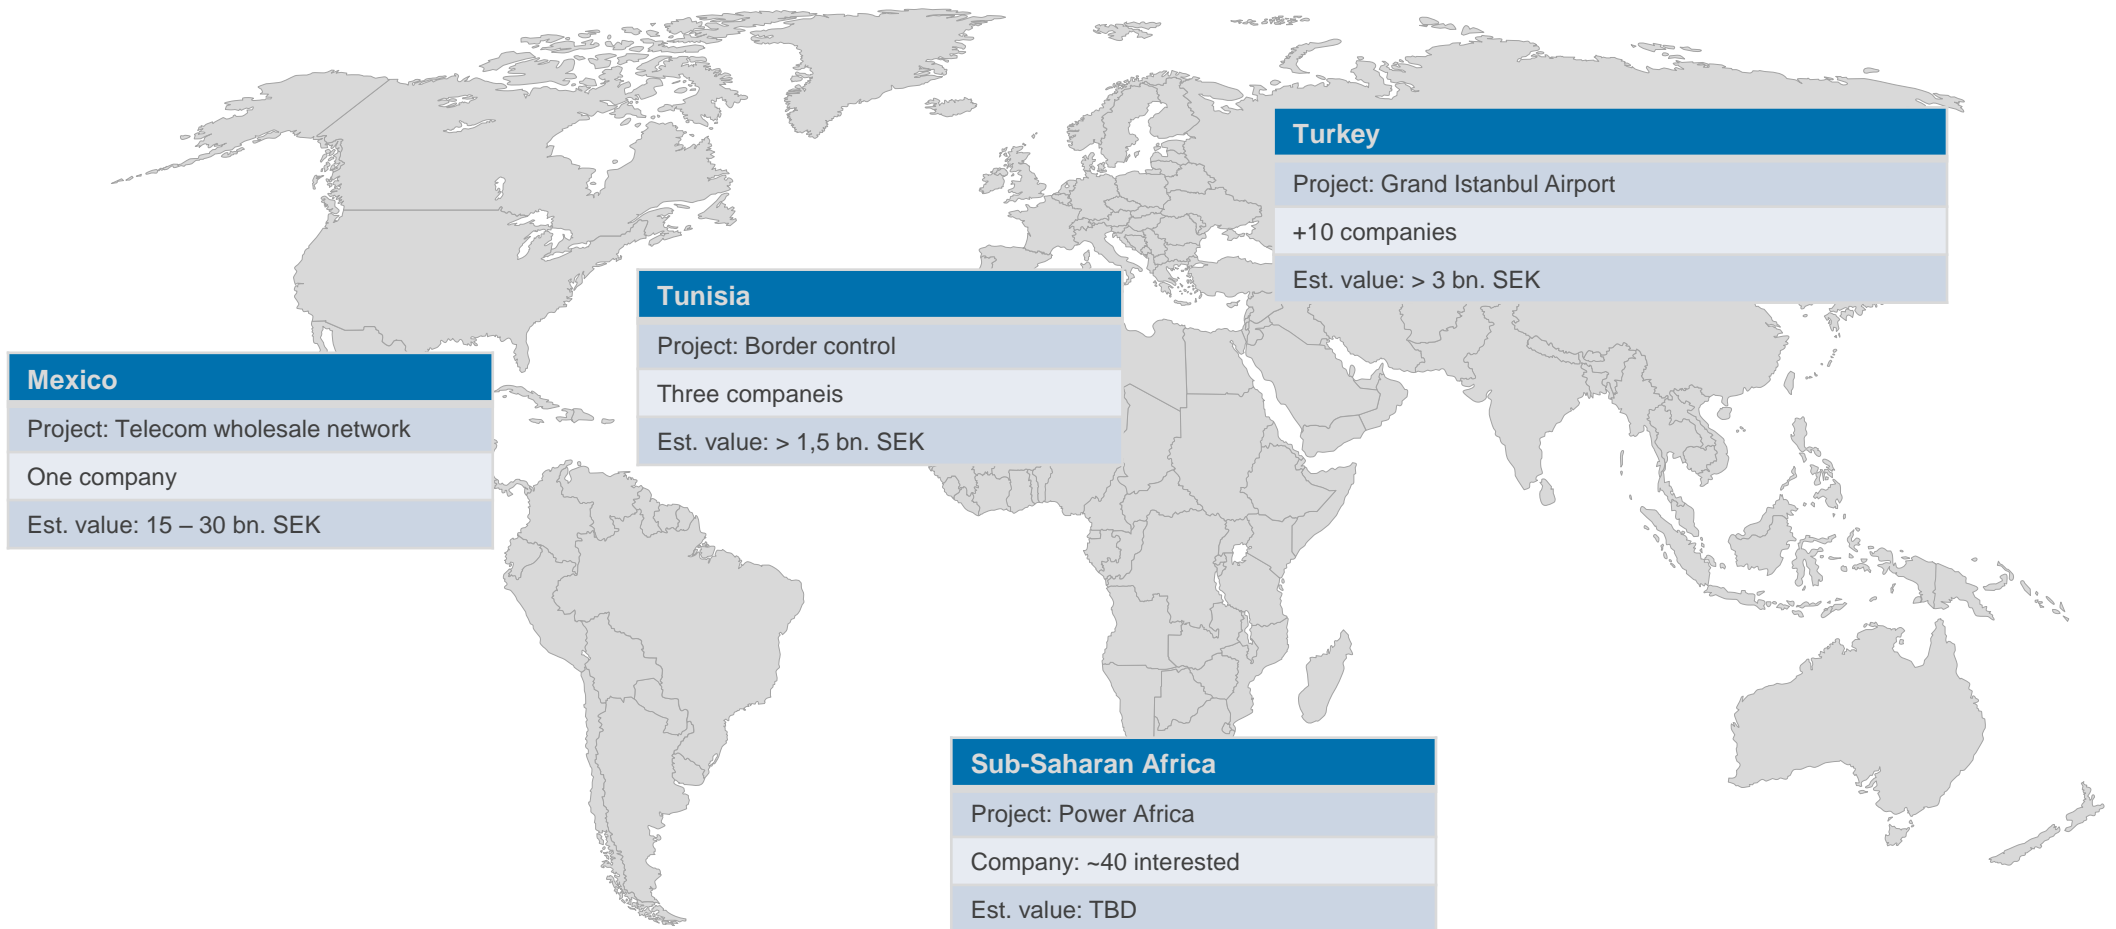 Turkey
Project: Grand Istanbul Airport
+10 companies
Est. value: > 3 bn. SEK
Tunisia
Project: Border control
Three companeis
Est. value: > 1,5 bn. SEK
Mexico
Project: Telecom wholesale network
One company
Est. value: 15 – 30 bn. SEK
Sub-Saharan Africa
Project: Power Africa
Company: ~40 interested
Est. value: TBD